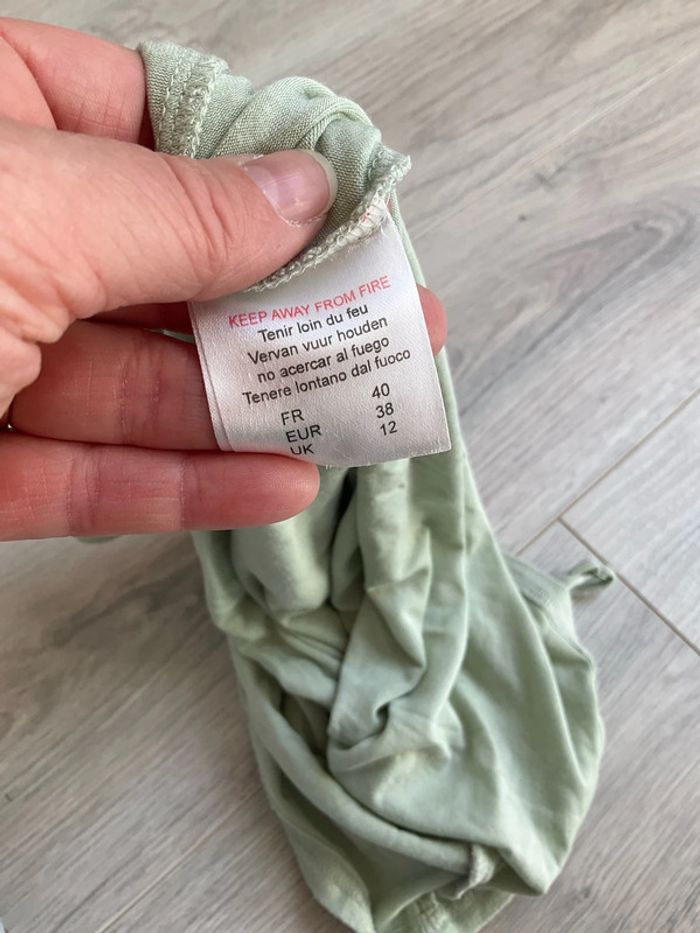 KEEP AWAY FROM FIRE
Tenir loin du feu
Vervan vuur houden
no acercar al fuego
Tenere lontano dal fuoco
FR 40
EUR 38
UK 12